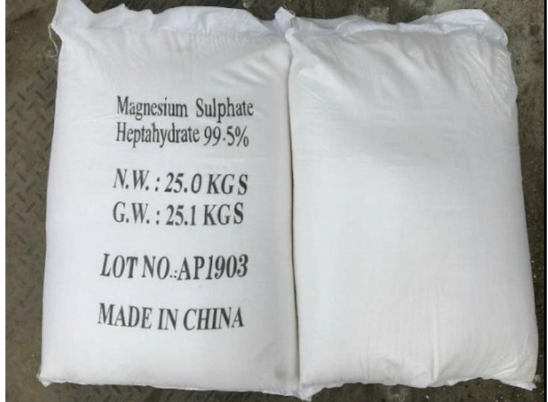 Magnesium Sulphate
Heptahydrate 99.5%
N.W. : 25.0 KGS
G.W. : 25.1 KGS
LOT NO.:AP1903
MADE IN CHINA